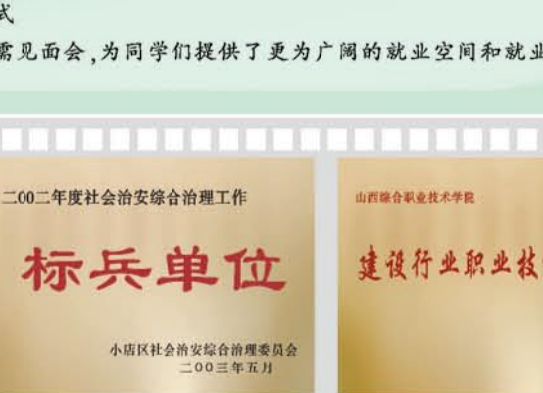 式
需见面会,为同学们提供了更为广阔的就业空间和就业
二00二年度社会治安综合治理工作
标兵单位
小店区社会治安综合治理委员会
二00三年五月
山西综合职业技术学院
建设行业职业技